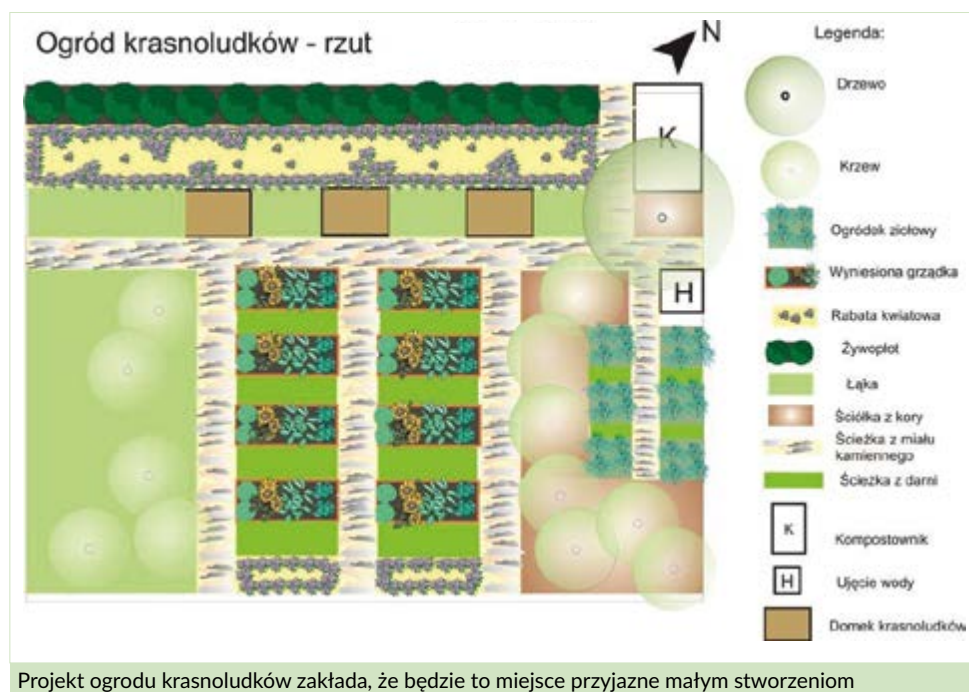 Ogród krasnoludków - rzut
N
Legenda:
Drzewo
Krzew
Ogródek ziołowy
Wyniesiona grządka
Rabata kwiatowa
Żywopłot
Łąka
Ściółka z kory
Ścieżka z miału
kamiennego
Ścieżka z darni
K
Kompostownik
H
Ujęcie wody
Domek krasnoludków
K
H
Projekt ogrodu krasnoludków zakłada, że będzie to miejsce przyjazne małym stworzeniom